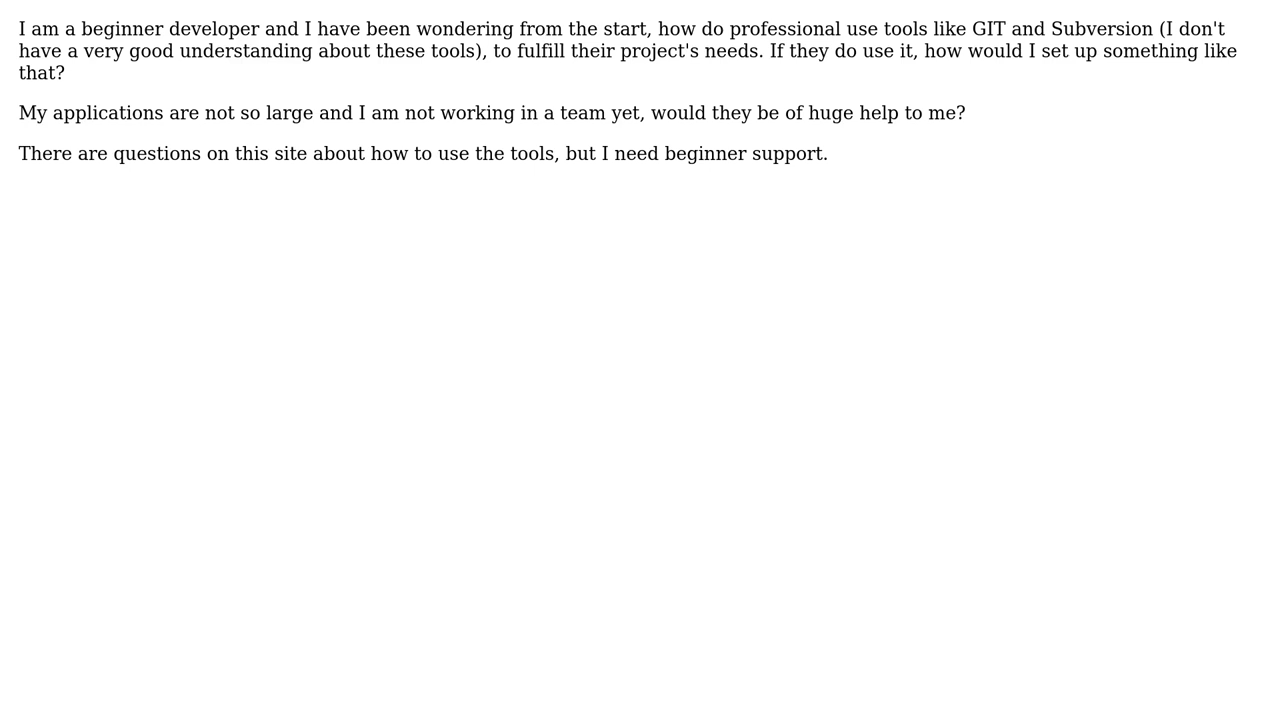 I am a beginner developer and I have been wondering from the start, how do professional use tools like GIT and Subversion (I don't
have a very good understanding about these tools), to fulfill their project's needs. If they do use it, how would I set up something like
that?
My applications are not so large and I am not working in a team yet, would they be of huge help to me?
There are questions on this site about how to use the tools, but I need beginner support.